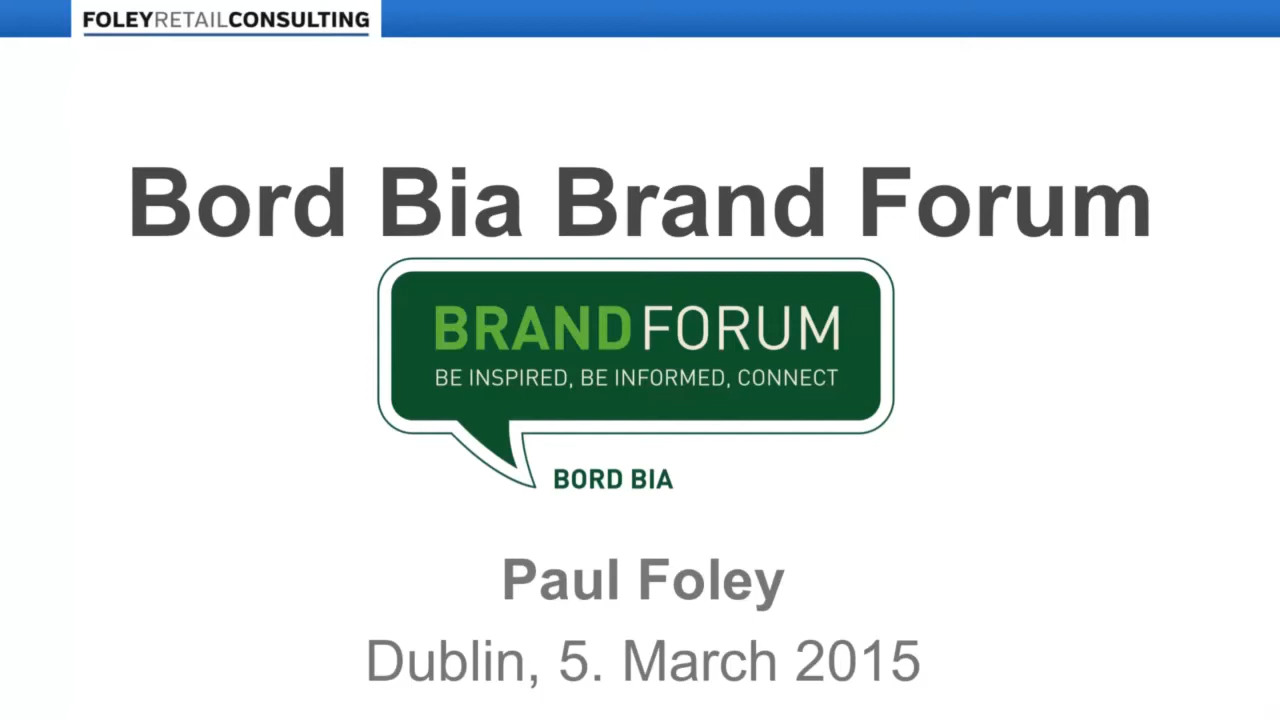 FOLEYRETAILCONSULTING
Bord Bia Brand Forum
BRANDFORUM
BE INSPIRED, BE INFORMED, CONNECT
BORD BIA
Paul Foley
Dublin, 5. March 2015